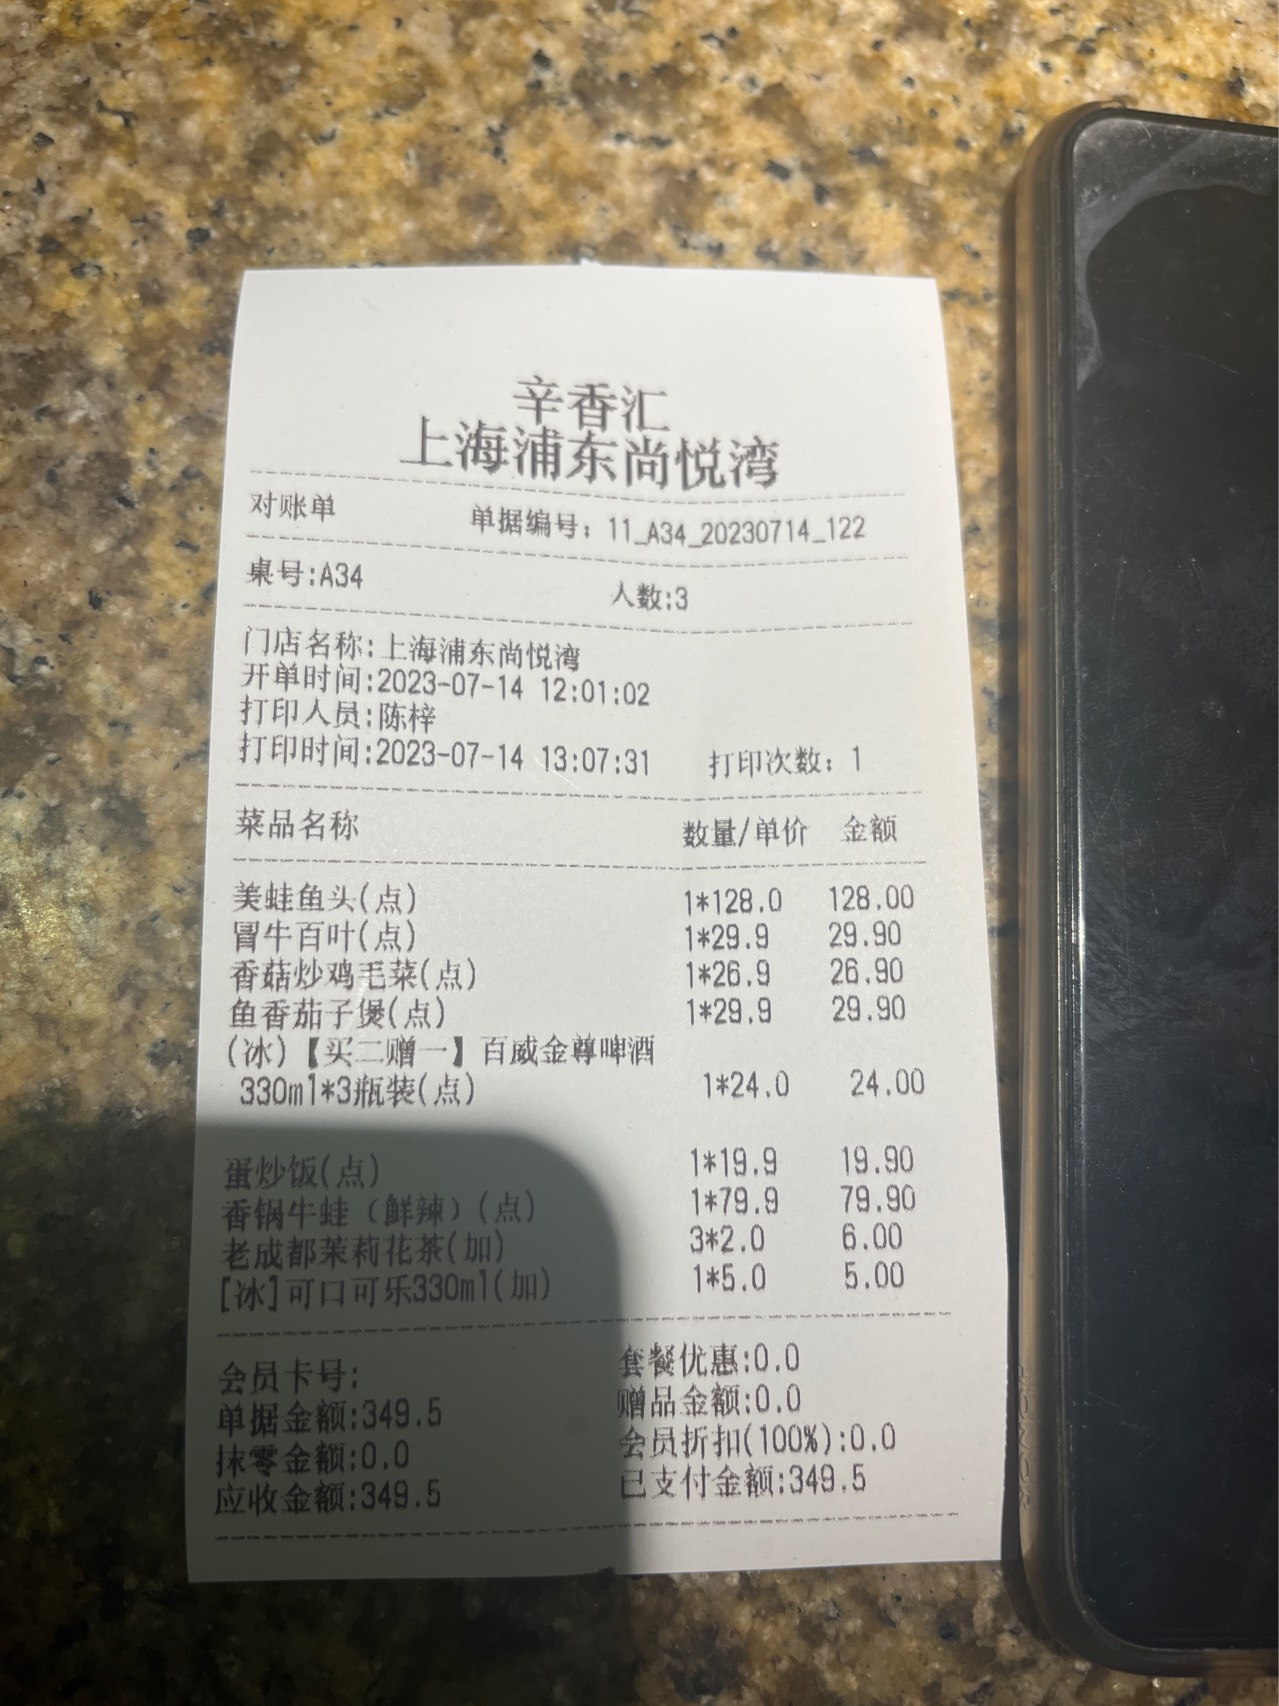 辛香汇
上海浦东尚悦湾
对账单 单据编号：11_A34_20230714_122
桌号:A34 人数:3
门店名称:上海浦东尚悦湾
开单时间:2023-07-14 12:01:02
打印人员:陈梓
打印时间:2023-07-14 13:07:31 打印次数：1
菜品名称 数量/单价 金额
美蛙鱼头(点) 1*128.0 128.00
冒牛百叶(点) 1*29.9 29.90
香菇炒鸡毛菜(点) 1*26.9 26.90
鱼香茄子煲(点) 1*29.9 29.90
(冰)【买二赠一】百威金尊啤酒
330ml*3瓶装(点) 1*24.0 24.00
蛋炒饭(点) 1*19.9 19.90
香锅牛蛙（鲜辣）(点) 1*79.9 79.90
老成都茉莉花茶(加) 3*2.0 6.00
[冰]可口可乐330ml(加) 1*5.0 5.00
会员卡号: 套餐优惠:0.0
单据金额:349.5 赠品金额:0.0
抹零金额:0.0 会员折扣(100%):0.0
应收金额:349.5 已支付金额:349.5